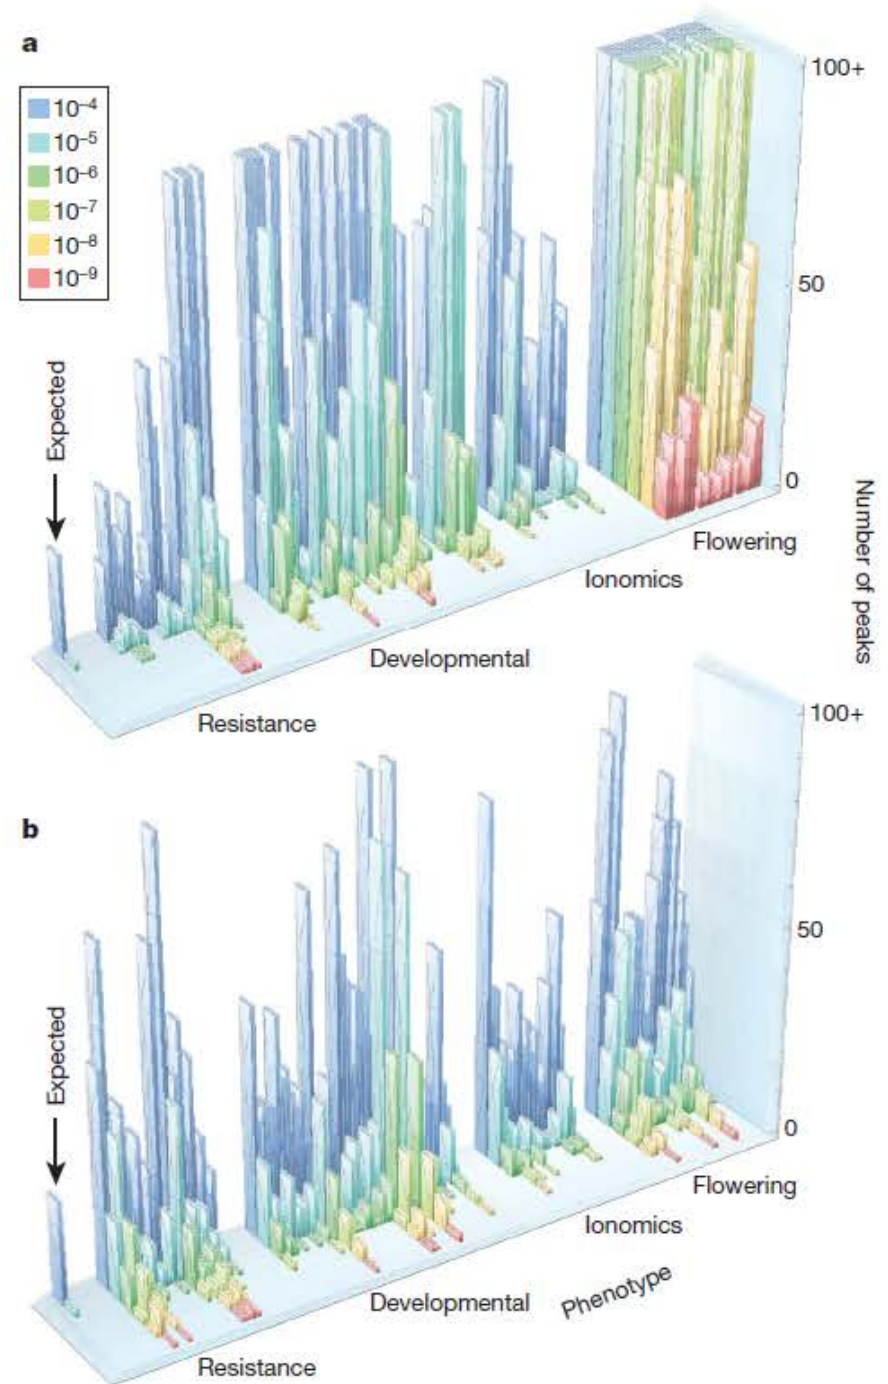 a
10⁻⁴
10⁻⁵
10⁻⁶
10⁻⁷
10⁻⁸
10⁻⁹
Expected
100+
50
0
Number of peaks
Flowering
Ionomics
Developmental
Resistance
b
Expected
100+
50
0
Flowering
Ionomics
Developmental
Phenotype
Resistance